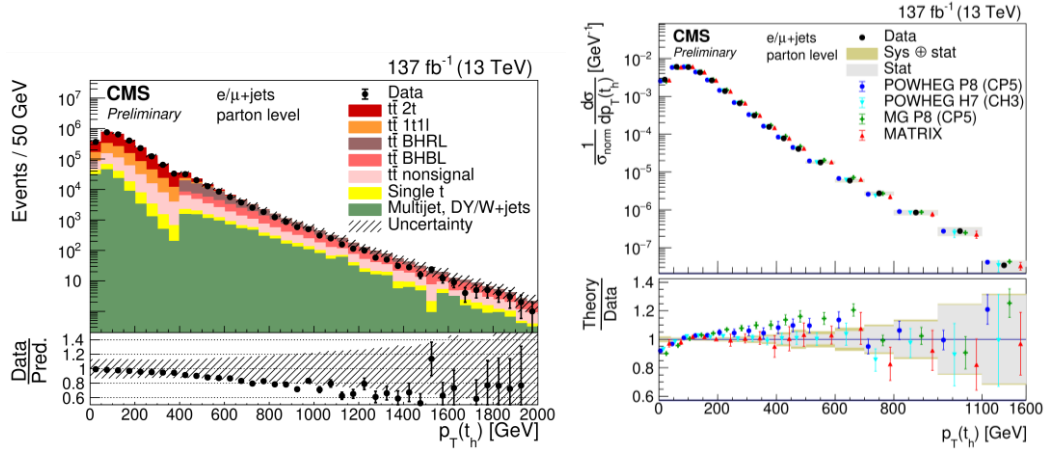 137 fb⁻¹ (13 TeV)
CMS
Preliminary
e/μ+jets
parton level
Data
tt̄ 2t
tt̄ 1t1l
tt̄ BHRL
tt̄ BHBL
tt̄ nonsignal
Single t
Multijet, DY/W+jets
Uncertainty
Events / 50 GeV
10⁷
10⁶
10⁵
10⁴
10³
10²
10
1
Data
Pred.
1.4
1.2
1
0.8
0.6
0 200 400 600 800 1000 1200 1400 1600 1800 2000
p_T(t_h) [GeV]
137 fb⁻¹ (13 TeV)
CMS
Preliminary
e/μ+jets
parton level
Data
Sys ⊕ stat
Stat
POWHEG P8 (CP5)
POWHEG H7 (CH3)
MG P8 (CP5)
MATRIX
1/σ_norm dσ/dp_T(t_h) [GeV⁻¹]
10⁻²
10⁻³
10⁻⁴
10⁻⁵
10⁻⁶
10⁻⁷
Theory
Data
1.4
1.2
1
0.8
0.6
0 200 400 600 800 1100 1600
p_T(t_h) [GeV]